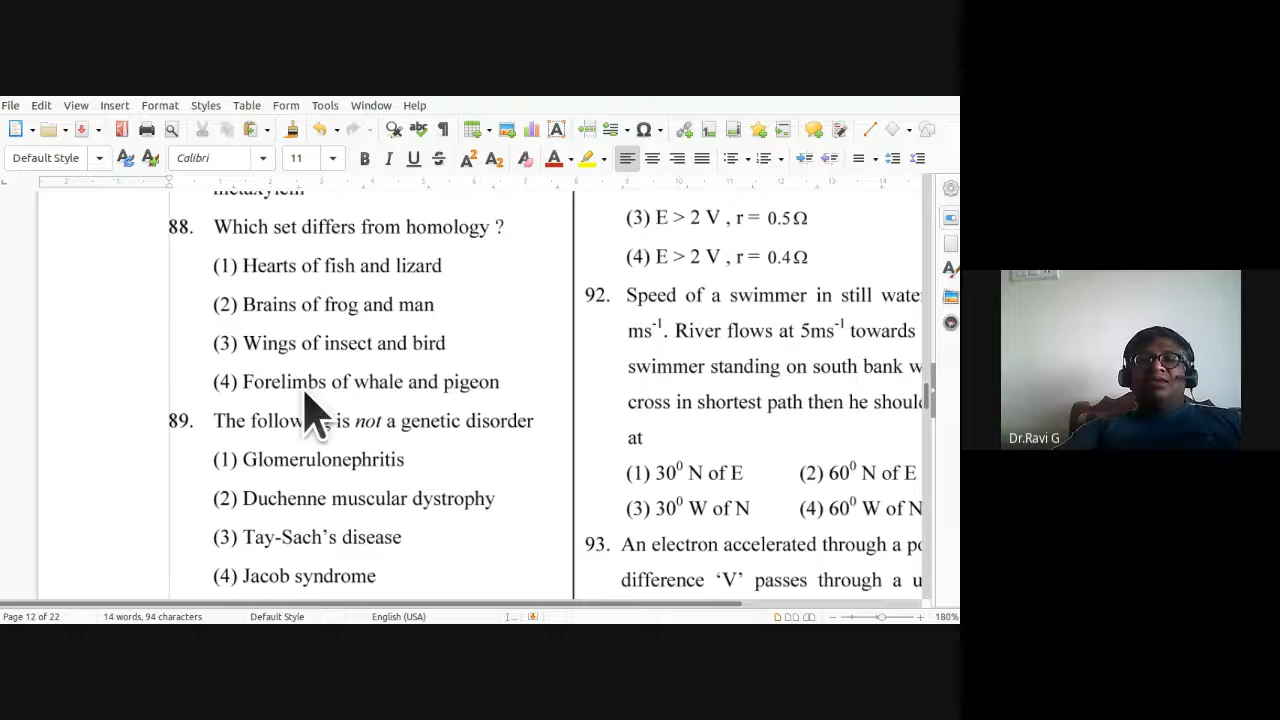 File Edit View Insert Format Styles Table Form Tools Window Help
Default Style Calibri 11
metaxylem
88. Which set differs from homology ?
(1) Hearts of fish and lizard
(2) Brains of frog and man
(3) Wings of insect and bird
(4) Forelimbs of whale and pigeon
89. The following is not a genetic disorder
(1) Glomerulonephritis
(2) Duchenne muscular dystrophy
(3) Tay-Sach's disease
(4) Jacob syndrome
(3) E > 2 V , r = 0.5Ω
(4) E > 2 V , r = 0.4Ω
92. Speed of a swimmer in still wate
ms⁻¹. River flows at 5ms⁻¹ towards
swimmer standing on south bank w
cross in shortest path then he shoul
at
(1) 30⁰ N of E (2) 60⁰ N of E
(3) 30⁰ W of N (4) 60⁰ W of N
93. An electron accelerated through a p
difference ‘V’ passes through a u
Page 12 of 22 14 words, 94 characters Default Style English (USA) 180%
Dr.Ravi G